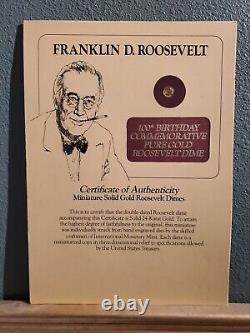 FRANKLIN D. ROOSEVELT
100th BIRTHDAY
COMMEMORATIVE
PURE GOLD
ROOSEVELT DIME
Certificate of Authenticity
Miniature Solid Gold Roosevelt Dimes
This is to certify that the double dated Roosevelt dime
accompanying this Certificate is Solid 24 Karat Gold. To attain
the highest degree of faithfulness to the original, this miniature
was individually struck from hand engraved dies by the skilled
craftsmen of International Monetary Mint. Each dime is a
miniaturized copy in three dimensional relief to specifications allowed
by the United States Treasury.